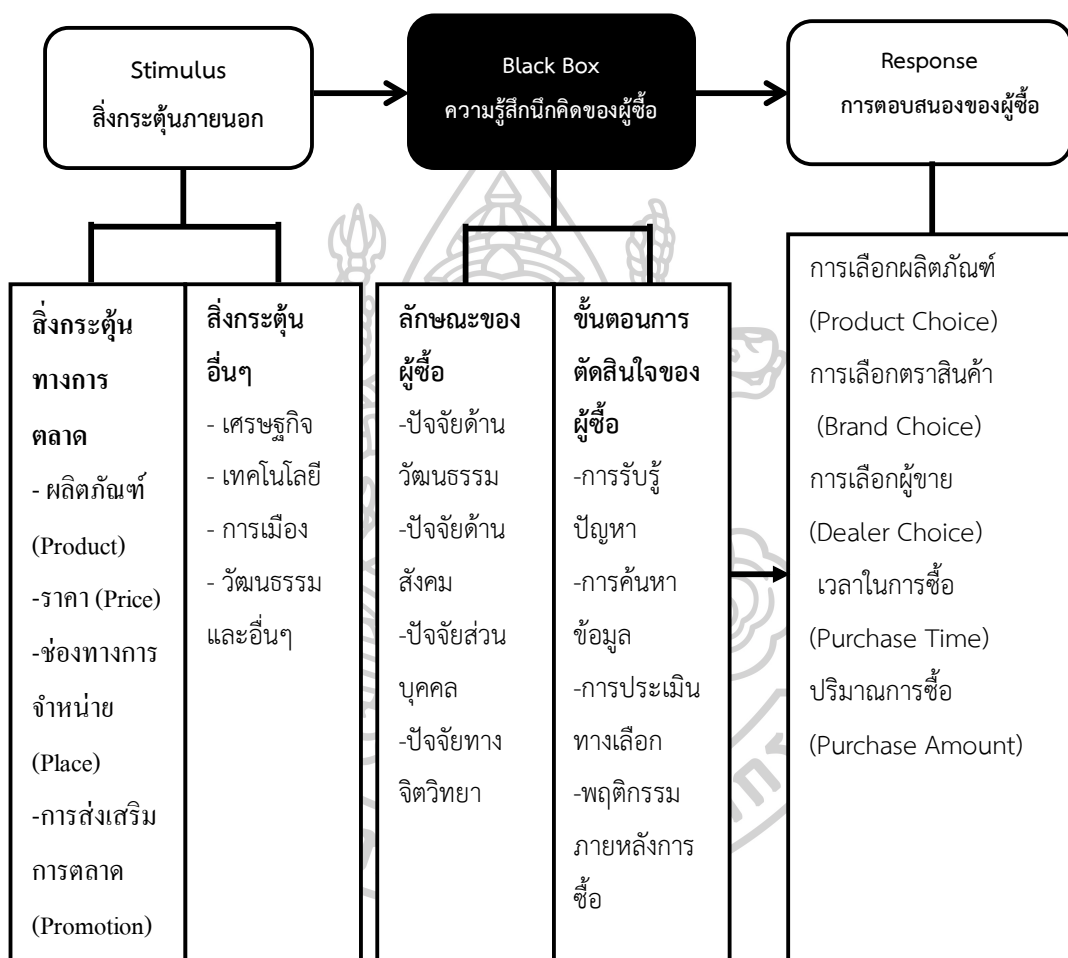 Stimulus
สิ่งกระตุ้นภายนอก
Black Box
ความรู้สึกนึกคิดของผู้ซื้อ
Response
การตอบสนองของผู้ซื้อ
สิ่งกระตุ้น
ทางการ
ตลาด
- ผลิตภัณฑ์
(Product)
-ราคา (Price)
-ช่องทางการ
จำหน่าย
(Place)
-การส่งเสริม
การตลาด
(Promotion)
สิ่งกระตุ้น
อื่นๆ
- เศรษฐกิจ
- เทคโนโลยี
- การเมือง
- วัฒนธรรม
และอื่นๆ
ลักษณะของ
ผู้ซื้อ
-ปัจจัยด้าน
วัฒนธรรม
-ปัจจัยด้าน
สังคม
-ปัจจัยส่วน
บุคคล
-ปัจจัยทาง
จิตวิทยา
ขั้นตอนการ
ตัดสินใจของ
ผู้ซื้อ
-การรับรู้
ปัญหา
-การค้นหา
ข้อมูล
-การประเมิน
ทางเลือก
-พฤติกรรม
ภายหลังการ
ซื้อ
การเลือกผลิตภัณฑ์
(Product Choice)
การเลือกตราสินค้า
(Brand Choice)
การเลือกผู้ขาย
(Dealer Choice)
เวลาในการซื้อ
(Purchase Time)
ปริมาณการซื้อ
(Purchase Amount)